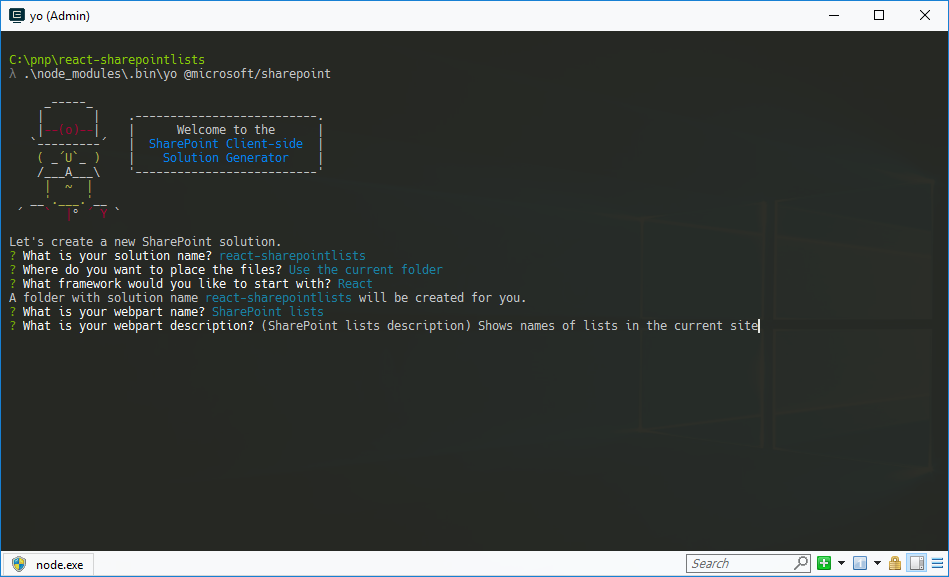 yo (Admin)
C:\pnp\react-sharepointlists
λ .\node_modules\.bin\yo @microsoft/sharepoint
     _-----_
    |       |    .--------------------------.
    |--(o)--|    |      Welcome to the      |
   `---------´   |  SharePoint Client-side  |
    ( _´U`_ )    |    Solution Generator    |
    /___A___\    '--------------------------'
     |  ~  |
   __'.___.'__
 ´   `  |° ´ Y `
Let's create a new SharePoint solution.
? What is your solution name? react-sharepointlists
? Where do you want to place the files? Use the current folder
? What framework would you like to start with? React
A folder with solution name react-sharepointlists will be created for you.
? What is your webpart name? SharePoint lists
? What is your webpart description? (SharePoint lists description) Shows names of lists in the current site
node.exe
Search